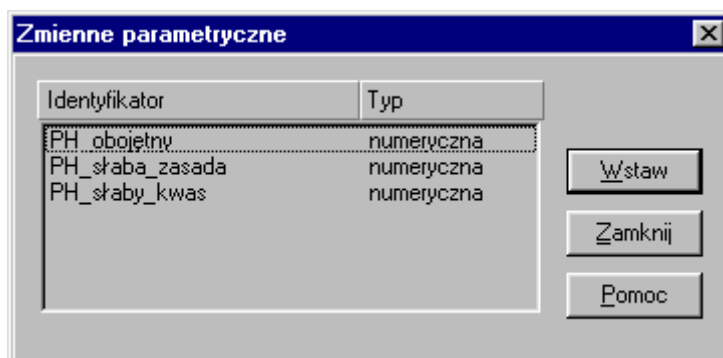 Zmienne parametryczne
Identyfikator Typ
PH_obojętny numeryczna
PH_słaba_zasada numeryczna
PH_słaby_kwas numeryczna
Wstaw
Zamknij
Pomoc